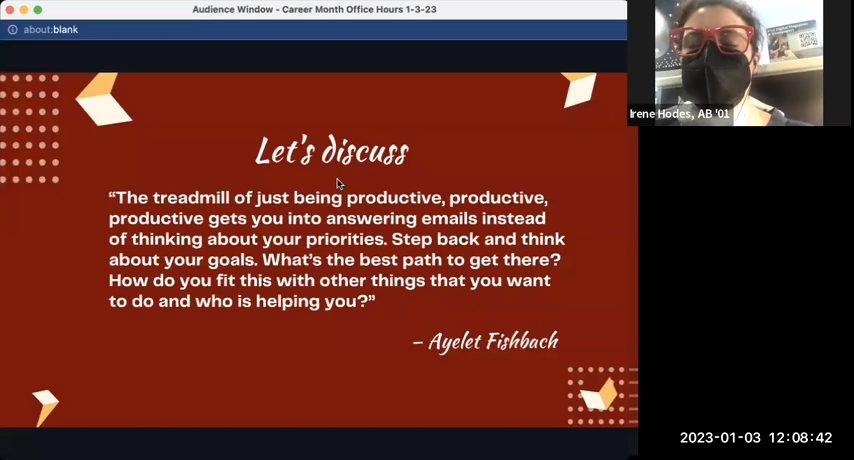 Audience Window - Career Month Office Hours 1-3-23
about:blank
Irene Hodes, AB '01
Let's discuss
“The treadmill of just being productive, productive,
productive gets you into answering emails instead
of thinking about your priorities. Step back and think
about your goals. What’s the best path to get there?
How do you fit this with other things that you want
to do and who is helping you?”
– Ayelet Fishbach
2023-01-03 12:08:42